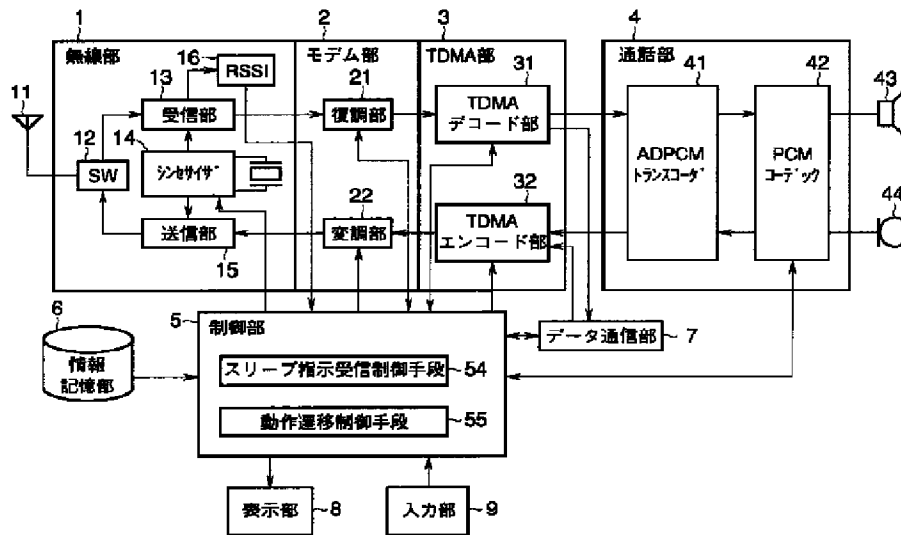 1
無線部
2
モデム部
3
TDMA部
4
通話部
11
12
SW
13
受信部
14
シンセサイザ
送信部
15
16
RSSI
21
復調部
22
変調部
31
TDMA
デコード部
32
TDMA
エンコード部
41
ADPCM
トランスコーダ
42
PCM
コーデック
43
44
5
制御部
スリープ指示受信制御手段
54
動作遷移制御手段
55
6
情報
記憶部
データ通信部
7
表示部
8
入力部
9